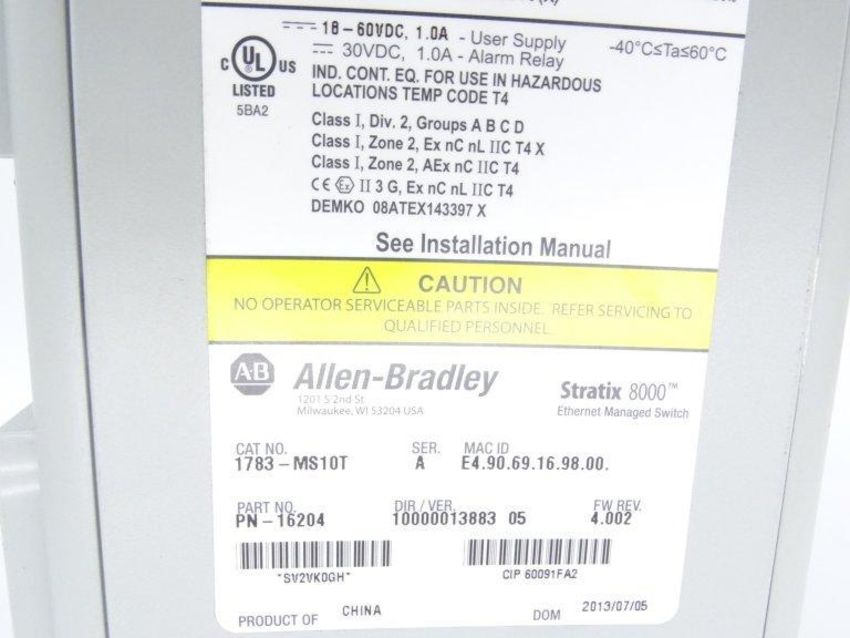 18-60VDC, 1.0A - User Supply
30VDC, 1.0A - Alarm Relay
-40°C≤Ta≤60°C
C UL US
LISTED
5BA2
IND. CONT. EQ. FOR USE IN HAZARDOUS
LOCATIONS TEMP CODE T4
Class I, Div. 2, Groups A B C D
Class I, Zone 2, Ex nC nL IIC T4 X
Class I, Zone 2, AEx nC IIC T4
CE Ex II 3 G, Ex nC nL IIC T4
DEMKO 08ATEX143397 X
See Installation Manual
CAUTION
NO OPERATOR SERVICEABLE PARTS INSIDE. REFER SERVICING TO
QUALIFIED PERSONNEL.
AB Allen-Bradley
1201 S 2nd St
Milwaukee, WI 53204 USA
Stratix 8000™
Ethernet Managed Switch
CAT NO. SER. MAC ID
1783-MS10T A E4.90.69.16.98.00.
PART NO. DIR / VER. FW REV.
PN-16204 10000013883 05 4.002
*SV2VK0GH* CIP 60091FA2
PRODUCT OF CHINA DOM 2013/07/05